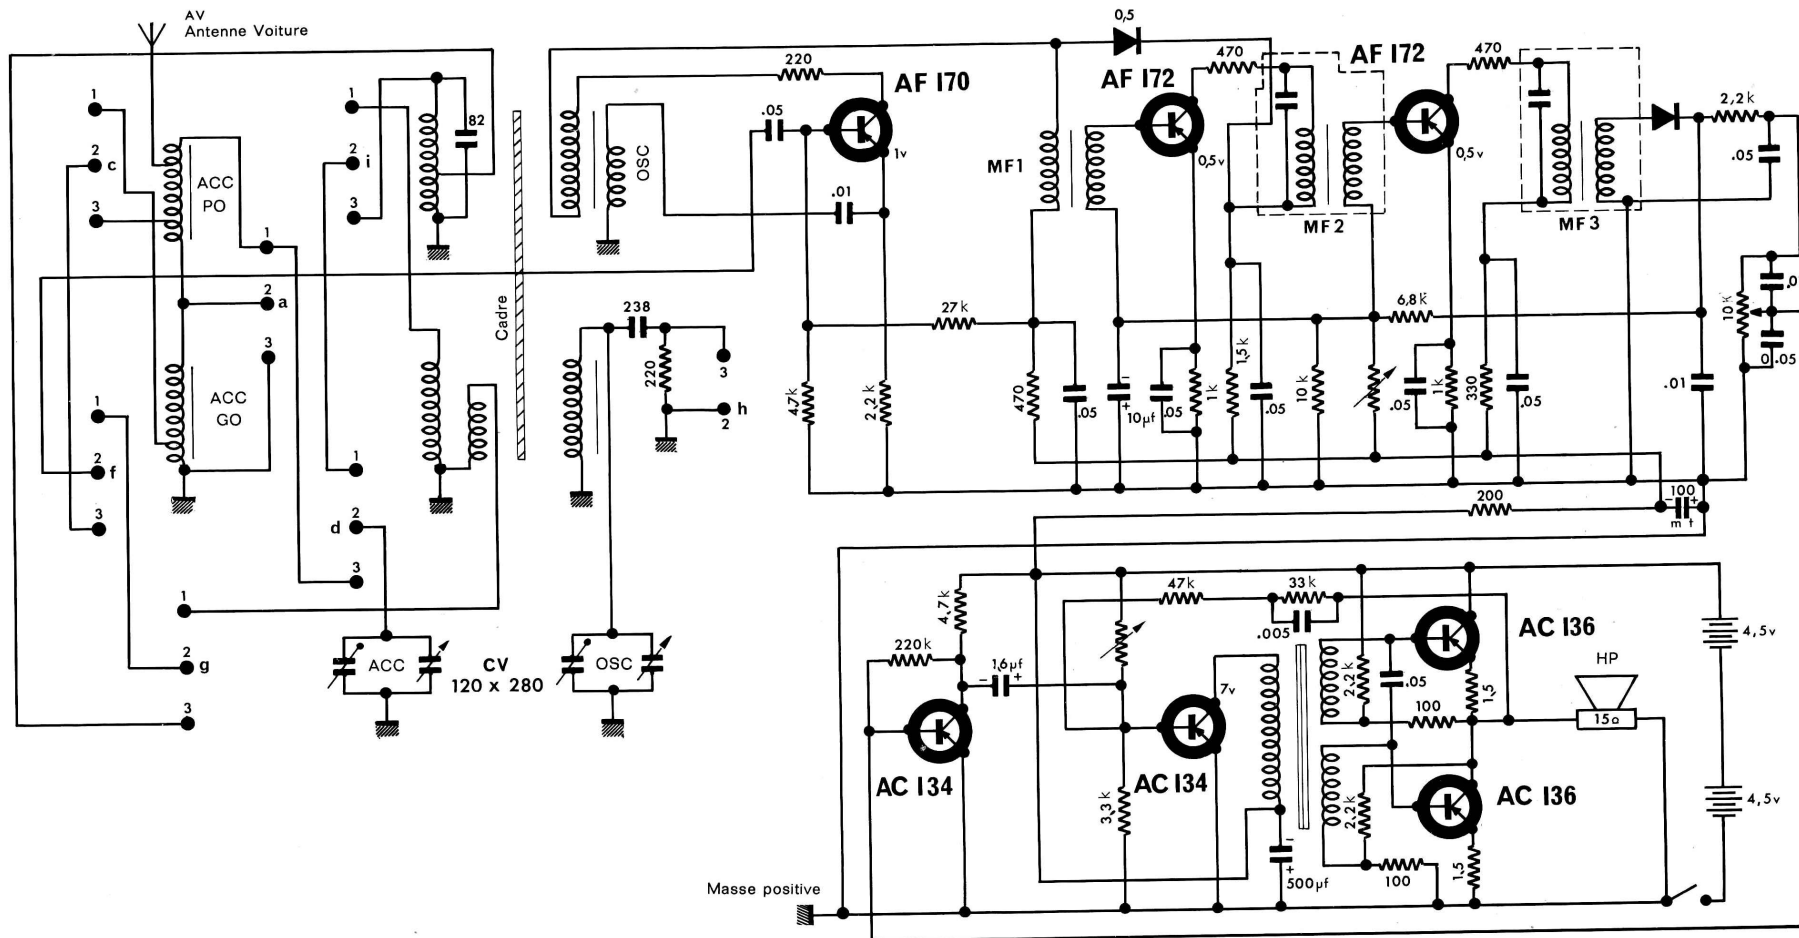 AV
Antenne Voiture
1
2
c
3
ACC
PO
1
2
a
3
ACC
GO
1
2
f
3
1
2
g
3
1
2
i
3
82
1
d
2
3
ACC
CV
120 x 280
OSC
Cadre
OSC
238
220
3
h
2
220
.05
AF 170
1v
.01
27k
4,7k
2,2k
MF1
470
.05
0,5
AF 172
0,5v
470
10µf
- +
.05
1k
1,5k
.05
MF2
10k
AF 172
0,5v
470
6,8k
.05
1k
330
.05
MF3
2,2k
.05
10k
0.05
.01
200
- 100 +
4,7k
220k
- 1,6µf +
AC 134
47k
33k
.005
7v
AC 134
3,3k
- +
500µf
2,2k
.05
100
1,5
AC 136
2,2k
100
1,5
AC 136
HP
15Ω
4,5v
4,5v
Masse positive